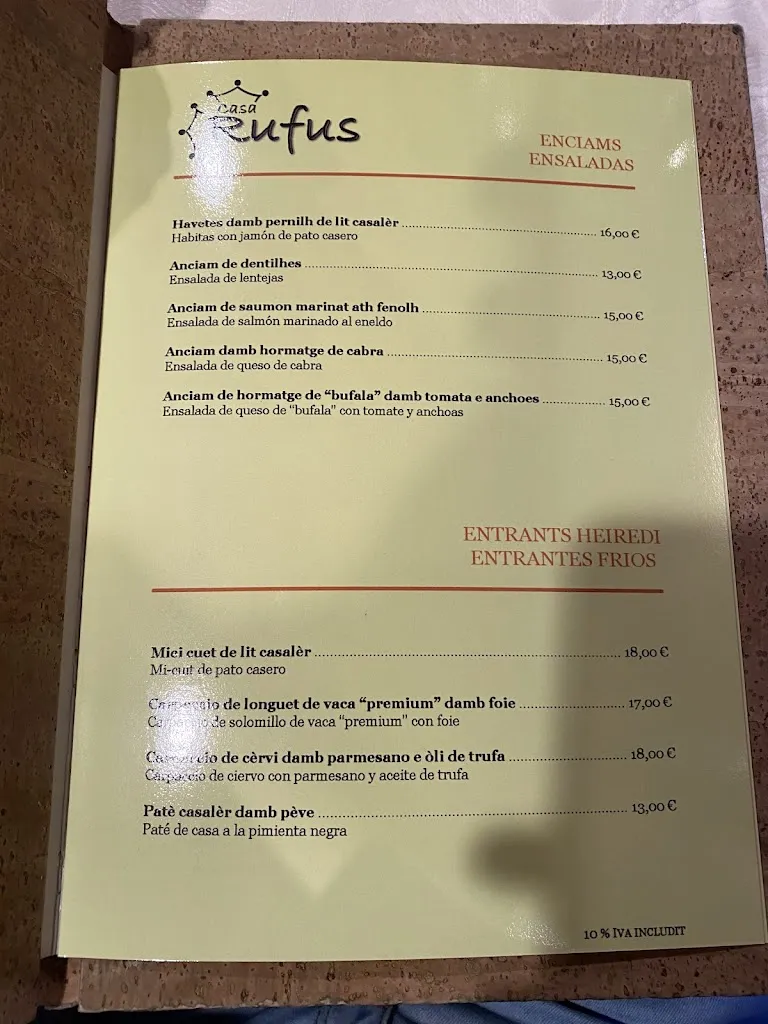 casa
Rufus
ENCIAMS
ENSALADAS
Havetes damb pernilh de lit casalèr 16,00 €
Habitas con jamón de pato casero
Anciam de dentilhes 13,00 €
Ensalada de lentejas
Anciam de saumon marinat ath fenolh 15,00 €
Ensalada de salmón marinado al eneldo
Anciam damb hormatge de cabra 15,00 €
Ensalada de queso de cabra
Anciam de hormatge de “bufala” damb tomata e anchoes 15,00 €
Ensalada de queso de "bufala" con tomate y anchoas
ENTRANTS HEIREDI
ENTRANTES FRIOS
Mici cuet de lit casalèr 18,00 €
Mi-cuit de pato casero
Carpaccio de longuet de vaca “premium” damb foie 17,00 €
Carpaccio de solomillo de vaca "premium" con foie
Carpaccio de cèrvi damb parmesano e òli de trufa 18,00 €
Carpaccio de ciervo con parmesano y aceite de trufa
Patè casalèr damb pève 13,00 €
Paté de casa a la pimienta negra
10 % IVA INCLUDIT